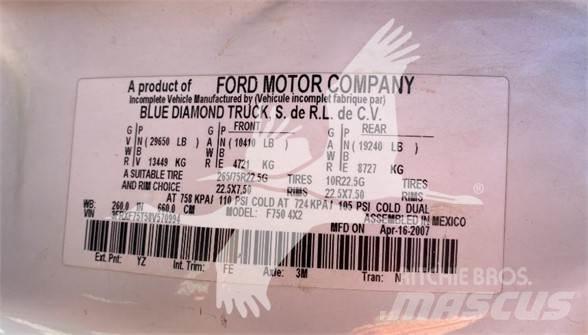 A product of FORD MOTOR COMPANY
Incomplete Vehicle Manufactured by (Vehicule incomplet fabrique par)
BLUE DIAMOND TRUCK, S. de R.L. de C.V.
FRONT REAR
G P G P G P
V N (29650 LB ) A N (10410 LB ) A N (19240 LB )
W B W B W B
R V 13449 KG R E 4721 KG R E 8727 KG
A SUITABLE TIRE 265/75R22.5G TIRES 10R22.5G TIRES
AND RIM CHOICE 22.5X7.50 RIMS 22.5X7.50 RIMS
AT 758 KPA/ 110 PSI COLD AT 724 KPA/ 105 PSI COLD DUAL
WB: 260.0 IN 660.0 CM MODEL: F750 4X2 ASSEMBLED IN MEXICO
VIN MFD ON Apr-16-2007
Ext. Pnt: YZ Int. Trim: FE Axle: 3M Tran: N
RITCHIE BROS.
MASCUS